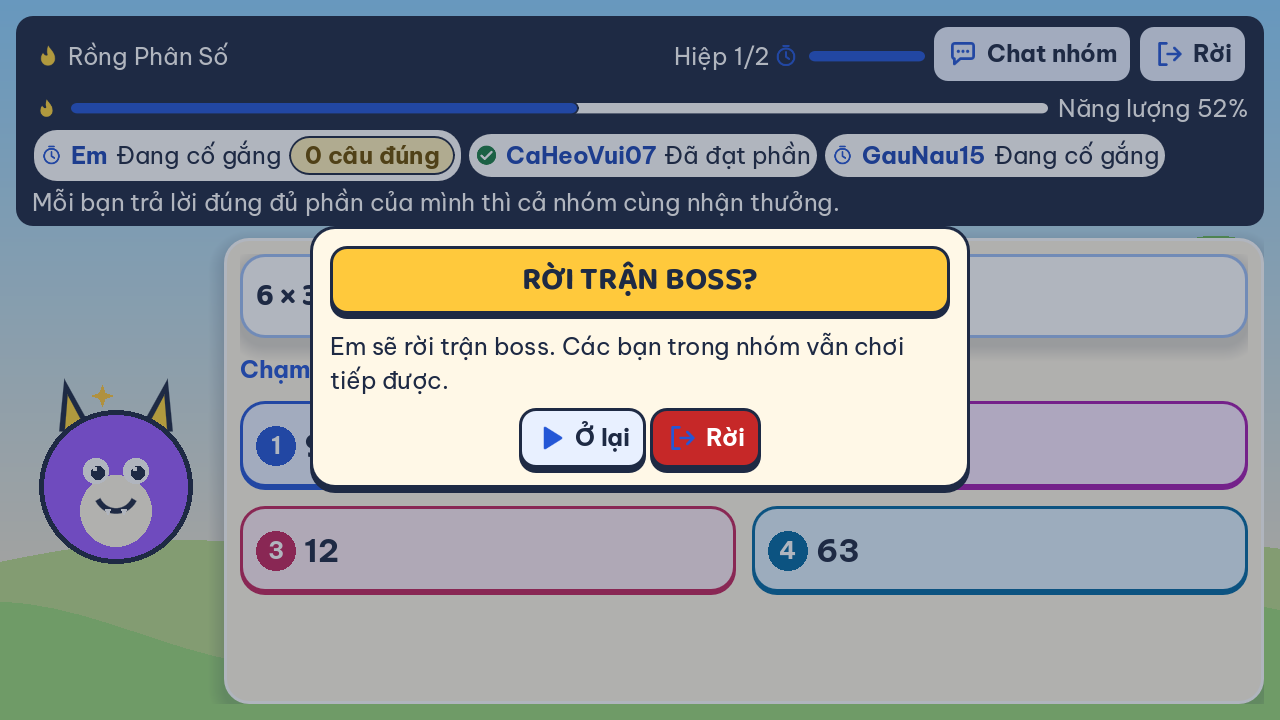 Rồng Phân Số
Hiệp 1/2
Chat nhóm
Rời
Năng lượng 52%
Em Đang cố gắng 0 câu đúng
CaHeoVui07 Đã đạt phần
GauNau15 Đang cố gắng
Mỗi bạn trả lời đúng đủ phần của mình thì cả nhóm cùng nhận thưởng.
6 × 3
RỜI TRẬN BOSS?
Em sẽ rời trận boss. Các bạn trong nhóm vẫn chơi
tiếp được.
Ở lại
Rời
Chạm
1
3 12
4 63